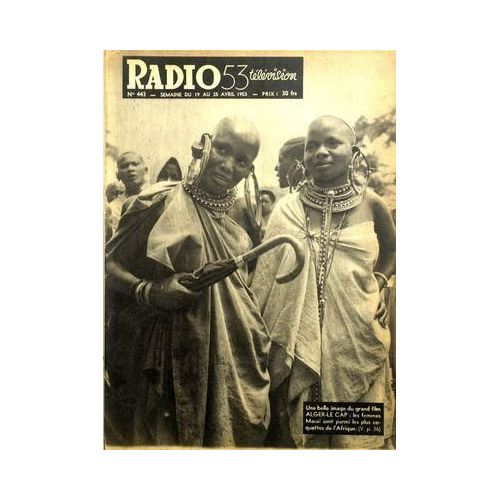 RADIO 53 télévision
N° 443 — SEMAINE DU 19 AU 25 AVRIL 1953 — PRIX : 30 frs
Une belle image du grand film
ALGER-LE CAP : les femmes
Masaï sont parmi les plus co-
quettes de l'Afrique. (V. p. 36)